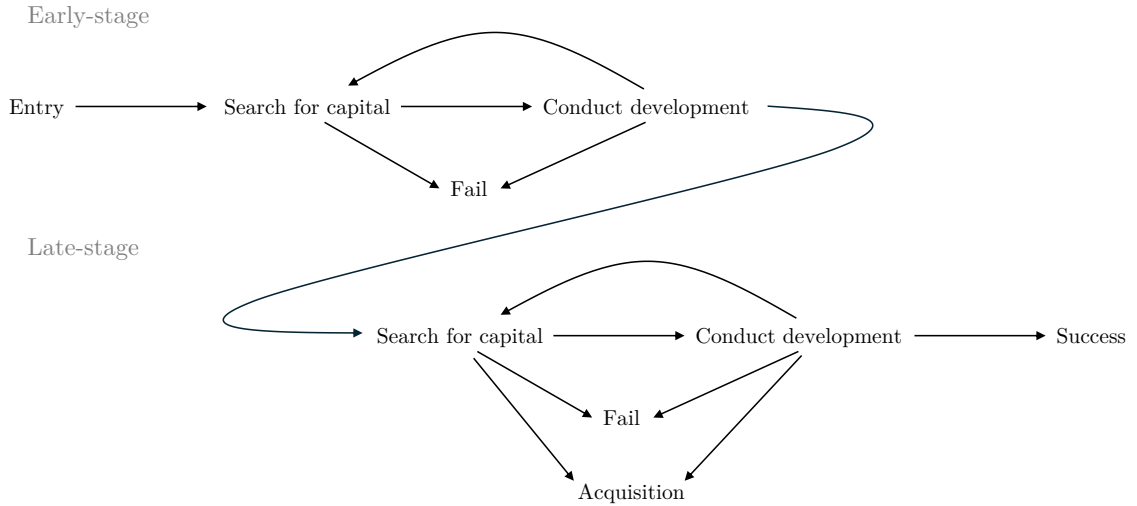 Early-stage
Entry
Search for capital
Conduct development
Fail
Late-stage
Search for capital
Conduct development
Success
Fail
Acquisition